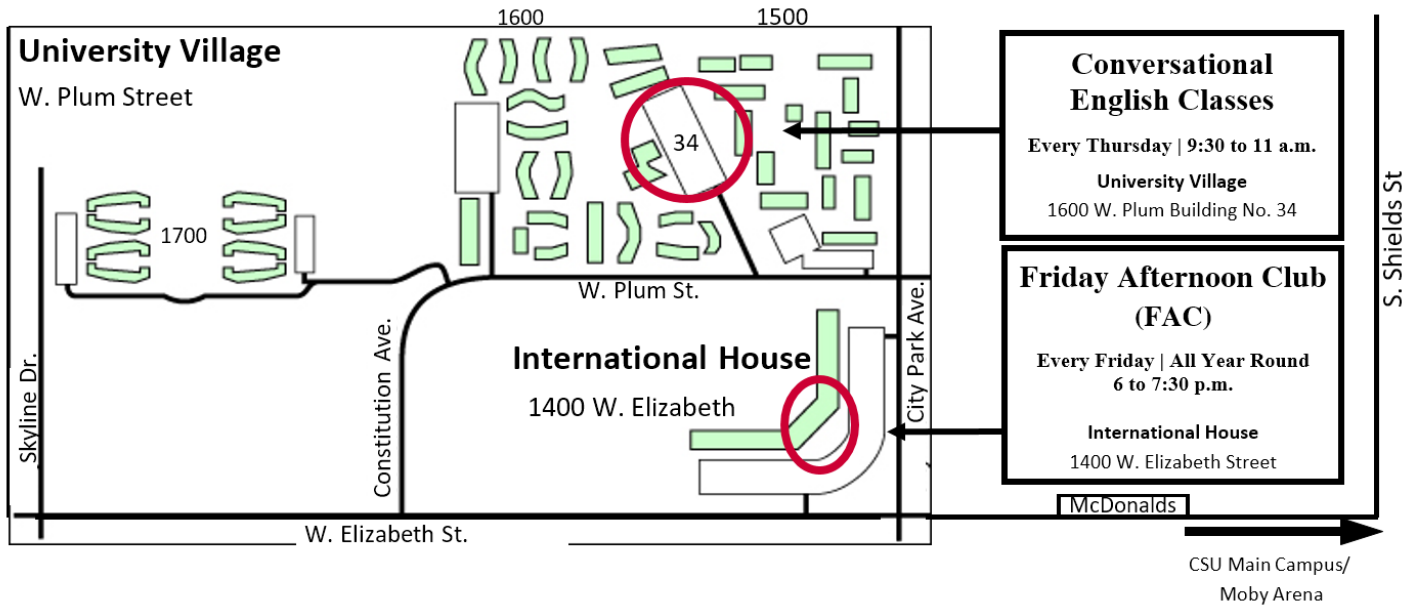 1600
1500
University Village
W. Plum Street
34
1700
W. Plum St.
International House
1400 W. Elizabeth
Skyline Dr.
Constitution Ave.
City Park Ave.
W. Elizabeth St.
Conversational
English Classes
Every Thursday | 9:30 to 11 a.m.
University Village
1600 W. Plum Building No. 34
Friday Afternoon Club
(FAC)
Every Friday | All Year Round
6 to 7:30 p.m.
International House
1400 W. Elizabeth Street
S. Shields St
McDonalds
CSU Main Campus/
Moby Arena